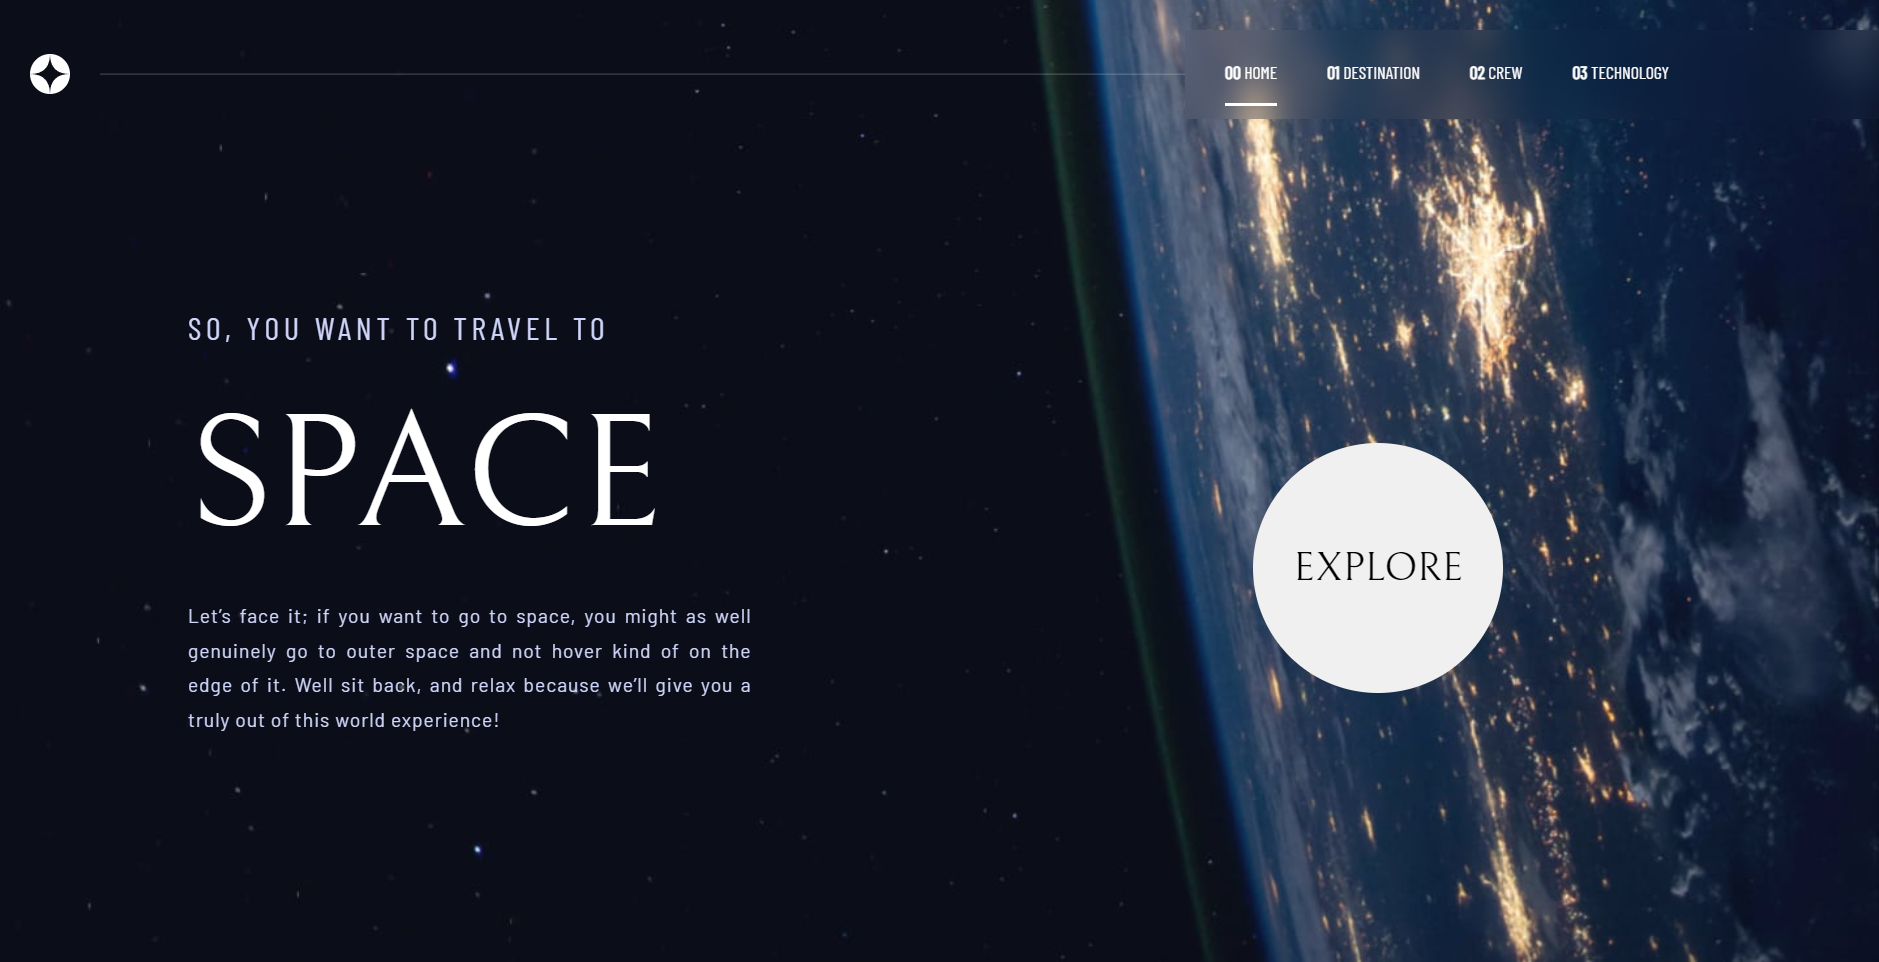 00 HOME 01 DESTINATION 02 CREW 03 TECHNOLOGY
SO, YOU WANT TO TRAVEL TO
SPACE
Let’s face it; if you want to go to space, you might as well
genuinely go to outer space and not hover kind of on the
edge of it. Well sit back, and relax because we’ll give you a
truly out of this world experience!
EXPLORE